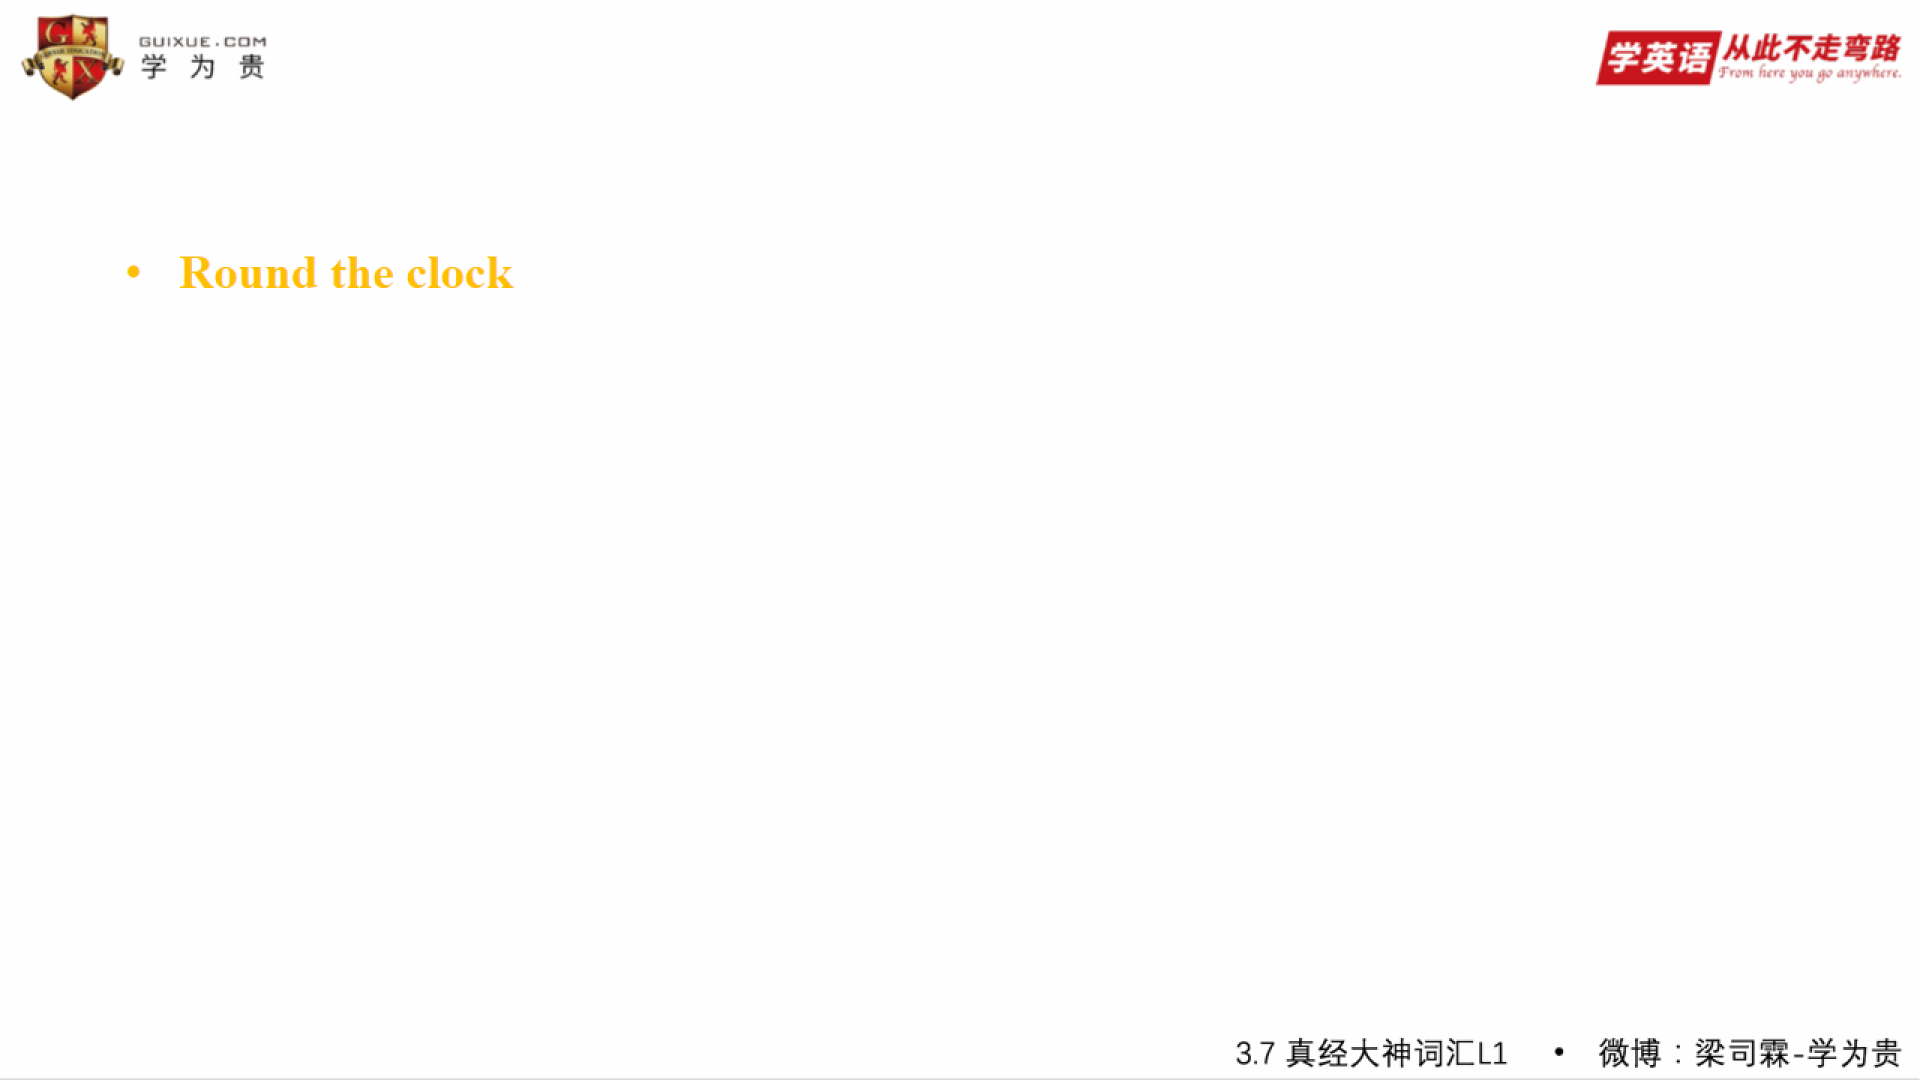 GUIXUE.COM
学 为 贵
学英语 从此不走弯路
From here you go anywhere.
• Round the clock
3.7 真经大神词汇L1 • 微博：梁司霖-学为贵